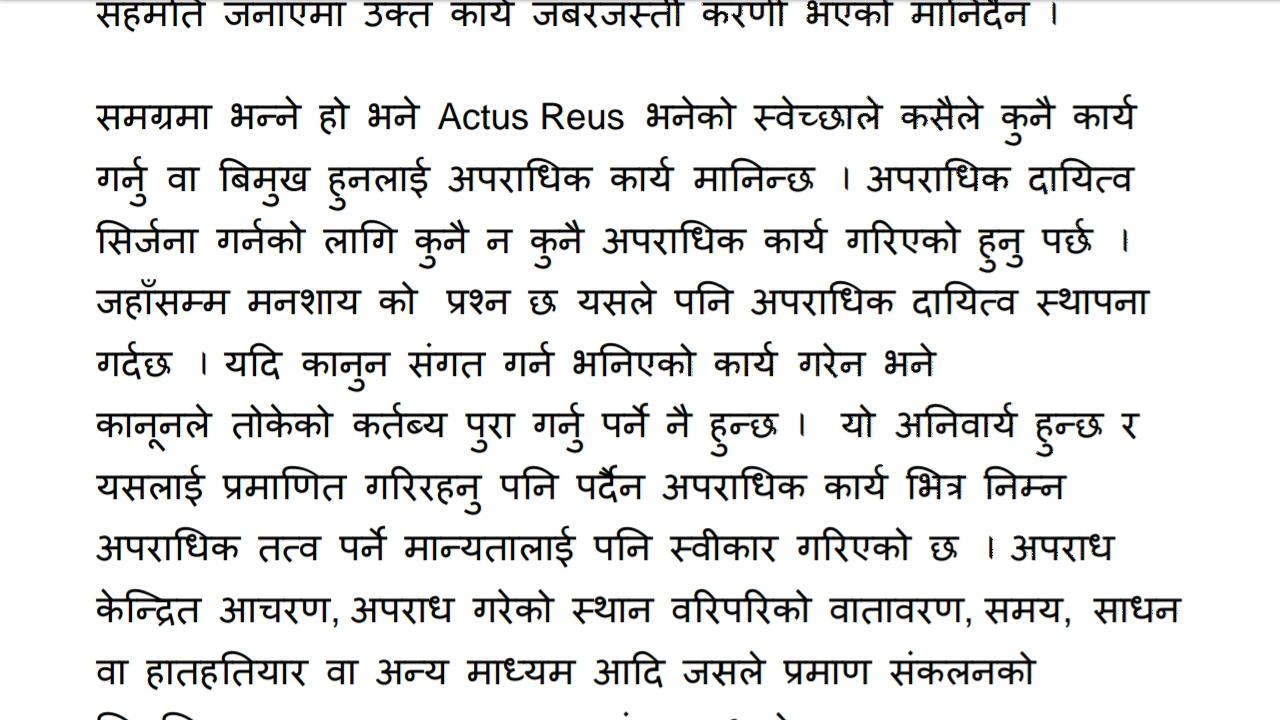 सहमति जनाएमा उक्त कार्य जबरजस्ती करणी भएको मानिदैन ।
समग्रमा भन्ने हो भने Actus Reus भनेको स्वेच्छाले कसैले कुनै कार्य
गर्नु वा बिमुख हुनलाई अपराधिक कार्य मानिन्छ । अपराधिक दायित्व
सिर्जना गर्नको लागि कुनै न कुनै अपराधिक कार्य गरिएको हुनु पर्छ ।
जहाँसम्म मनशाय को प्रश्न छ यसले पनि अपराधिक दायित्व स्थापना
गर्दछ । यदि कानुन संगत गर्न भनिएको कार्य गरेन भने
कानूनले तोकेको कर्तब्य पुरा गर्नु पर्ने नै हुन्छ । यो अनिवार्य हुन्छ र
यसलाई प्रमाणित गरिरहनु पनि पर्दैन अपराधिक कार्य भित्र निम्न
अपराधिक तत्व पर्ने मान्यतालाई पनि स्वीकार गरिएको छ । अपराध
केन्द्रित आचरण, अपराध गरेको स्थान वरिपरिको वातावरण, समय, साधन
वा हातहतियार वा अन्य माध्यम आदि जसले प्रमाण संकलनको